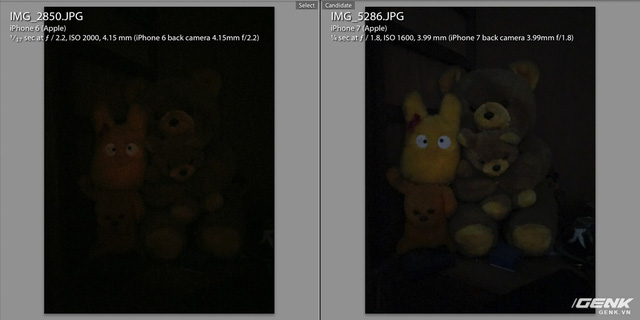 Select
Candidate
IMG_2850.JPG
iPhone 6 (Apple)
sec at ƒ / 2.2, ISO 2000, 4.15 mm (iPhone 6 back camera 4.15mm f/2.2)
IMG_5286.JPG
iPhone 7 (Apple)
¼ sec at ƒ / 1.8, ISO 1600, 3.99 mm (iPhone 7 back camera 3.99mm f/1.8)
GENK
GENK.VN